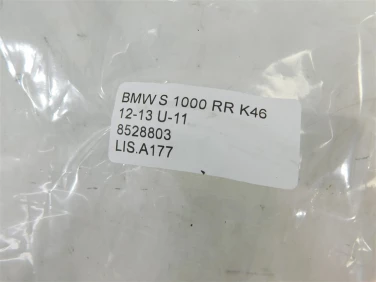 BMW S 1000 RR K46
12-13 U-11
8528803
LIS.A177